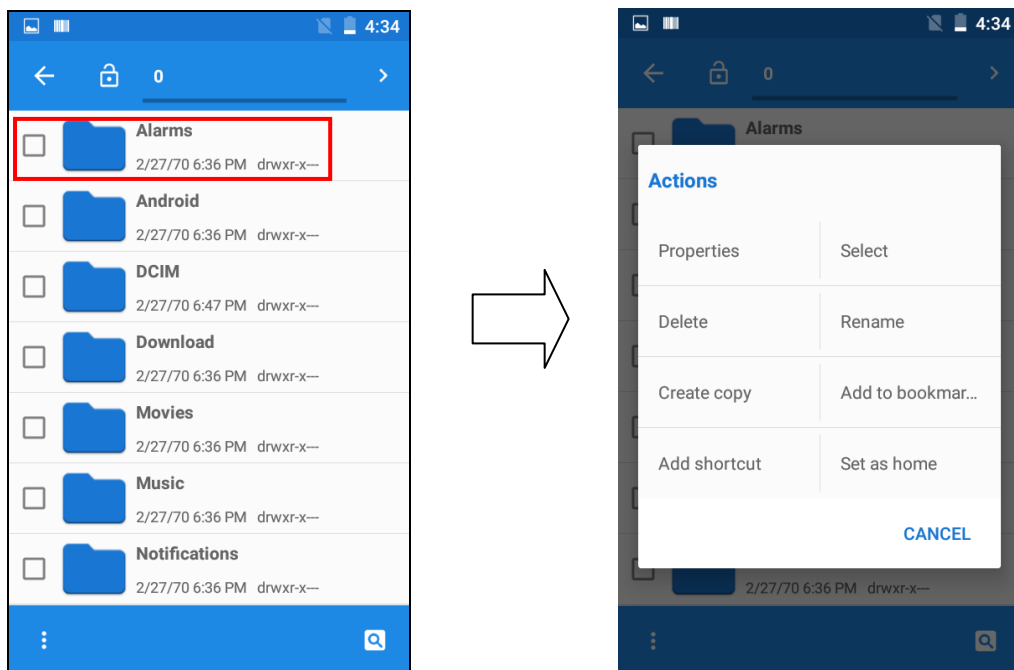 4:34
0
Alarms
2/27/70 6:36 PM drwxr-x---
Android
2/27/70 6:36 PM drwxr-x---
DCIM
2/27/70 6:47 PM drwxr-x---
Download
2/27/70 6:36 PM drwxr-x---
Movies
2/27/70 6:36 PM drwxr-x---
Music
2/27/70 6:36 PM drwxr-x---
Notifications
2/27/70 6:36 PM drwxr-x---
4:34
0
Alarms
Actions
Properties Select
Delete Rename
Create copy Add to bookmar...
Add shortcut Set as home
CANCEL
2/27/70 6:36 PM drwxr-x---